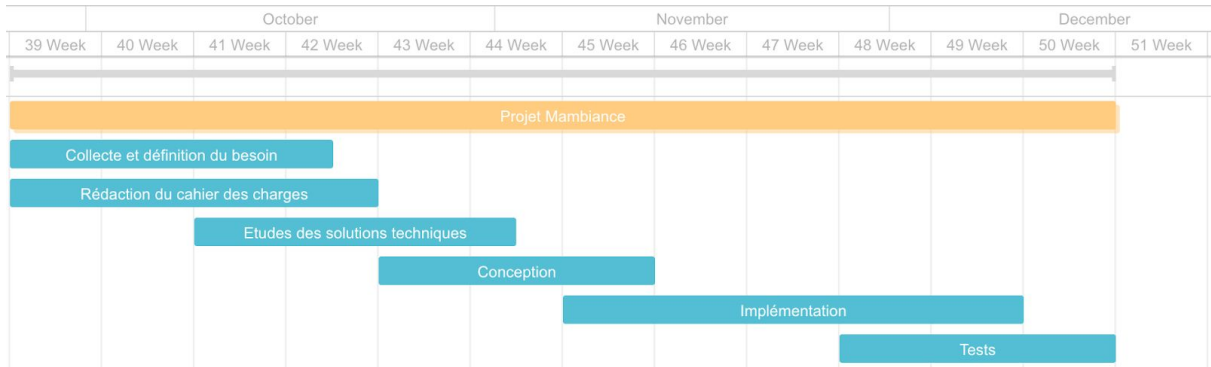 October November December
39 Week 40 Week 41 Week 42 Week 43 Week 44 Week 45 Week 46 Week 47 Week 48 Week 49 Week 50 Week 51 Week
Projet Mambiance
Collecte et définition du besoin
Rédaction du cahier des charges
Etudes des solutions techniques
Conception
Implémentation
Tests